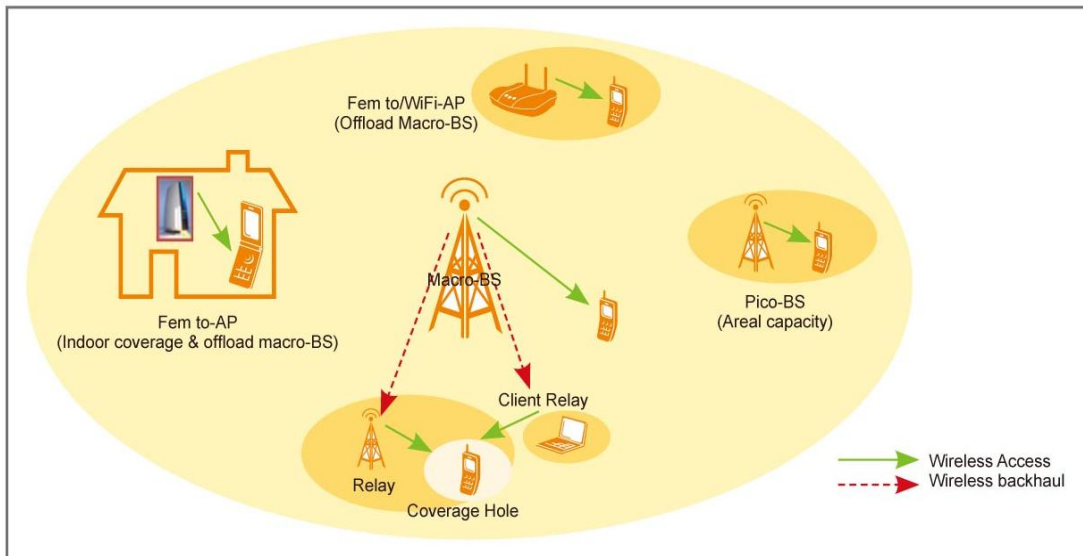 Fem to/WiFi-AP
(Offload Macro-BS)
Macro-BS
Fem to-AP
(Indoor coverage & offload macro-BS)
Pico-BS
(Areal capacity)
Client Relay
Relay
Coverage Hole
Wireless Access
Wireless backhaul